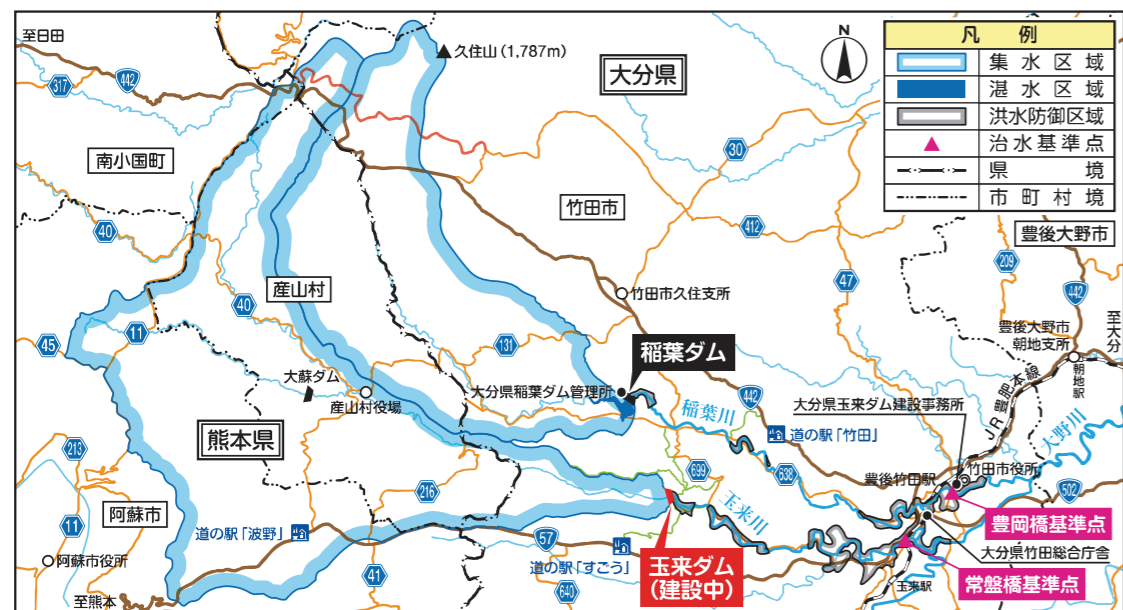 至日田
442
317
久住山（1,787m）
大分県
N
凡 例
集水区域
湛水区域
洪水防御区域
治水基準点
県境
市町村境
南小国町
30
竹田市
412
豊後大野市
40
209
産山村
47
竹田市久住支所
442
40
11
45
豊後大野市
朝地支所
至大分
131
稲葉ダム
朝地駅
大蘇ダム
大分県稲葉ダム管理所
産山村役場
442
稲葉川
大分県玉来ダム建設事務所
JR豊肥本線
大野川
熊本県
道の駅「竹田」
213
699
638
豊後竹田駅
竹田市役所
216
玉来川
502
阿蘇市
豊岡橋基準点
11
道の駅「波野」
57
大分県竹田総合庁舎
阿蘇市役所
道の駅「すごう」
玉来ダム
（建設中）
41
640
玉来駅
常盤橋基準点
至熊本